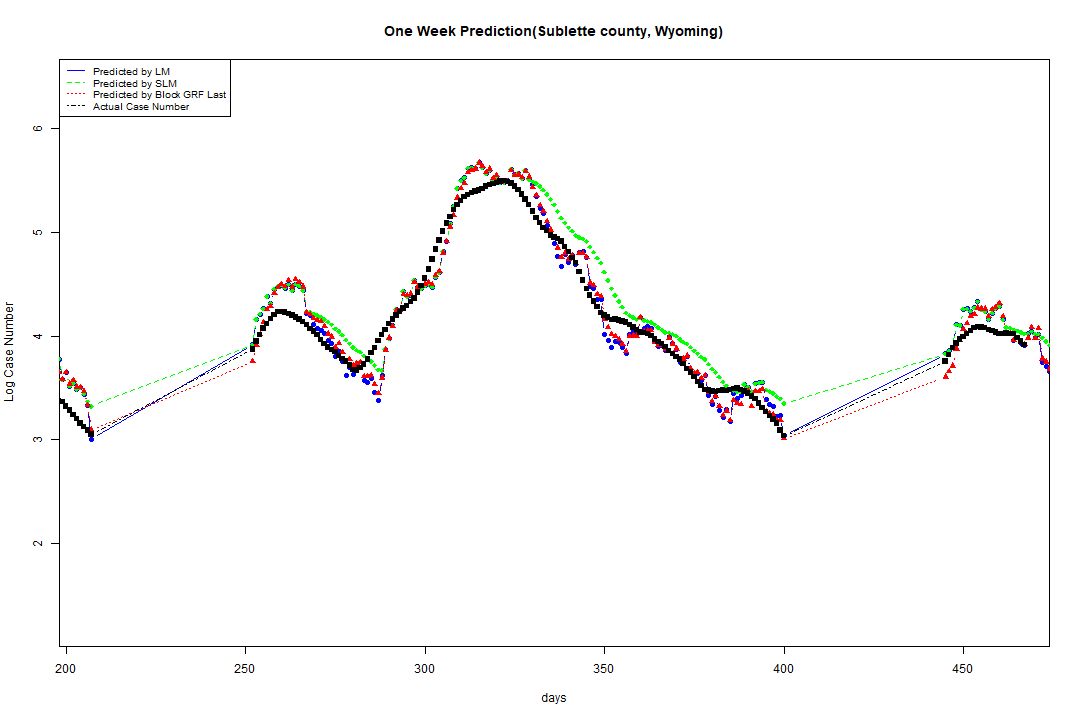 One Week Prediction(Sublette county, Wyoming)
Predicted by LM
Predicted by SLM
Predicted by Block GRF Last
Actual Case Number
6
5
4
3
2
Log Case Number
200 250 300 350 400 450
days